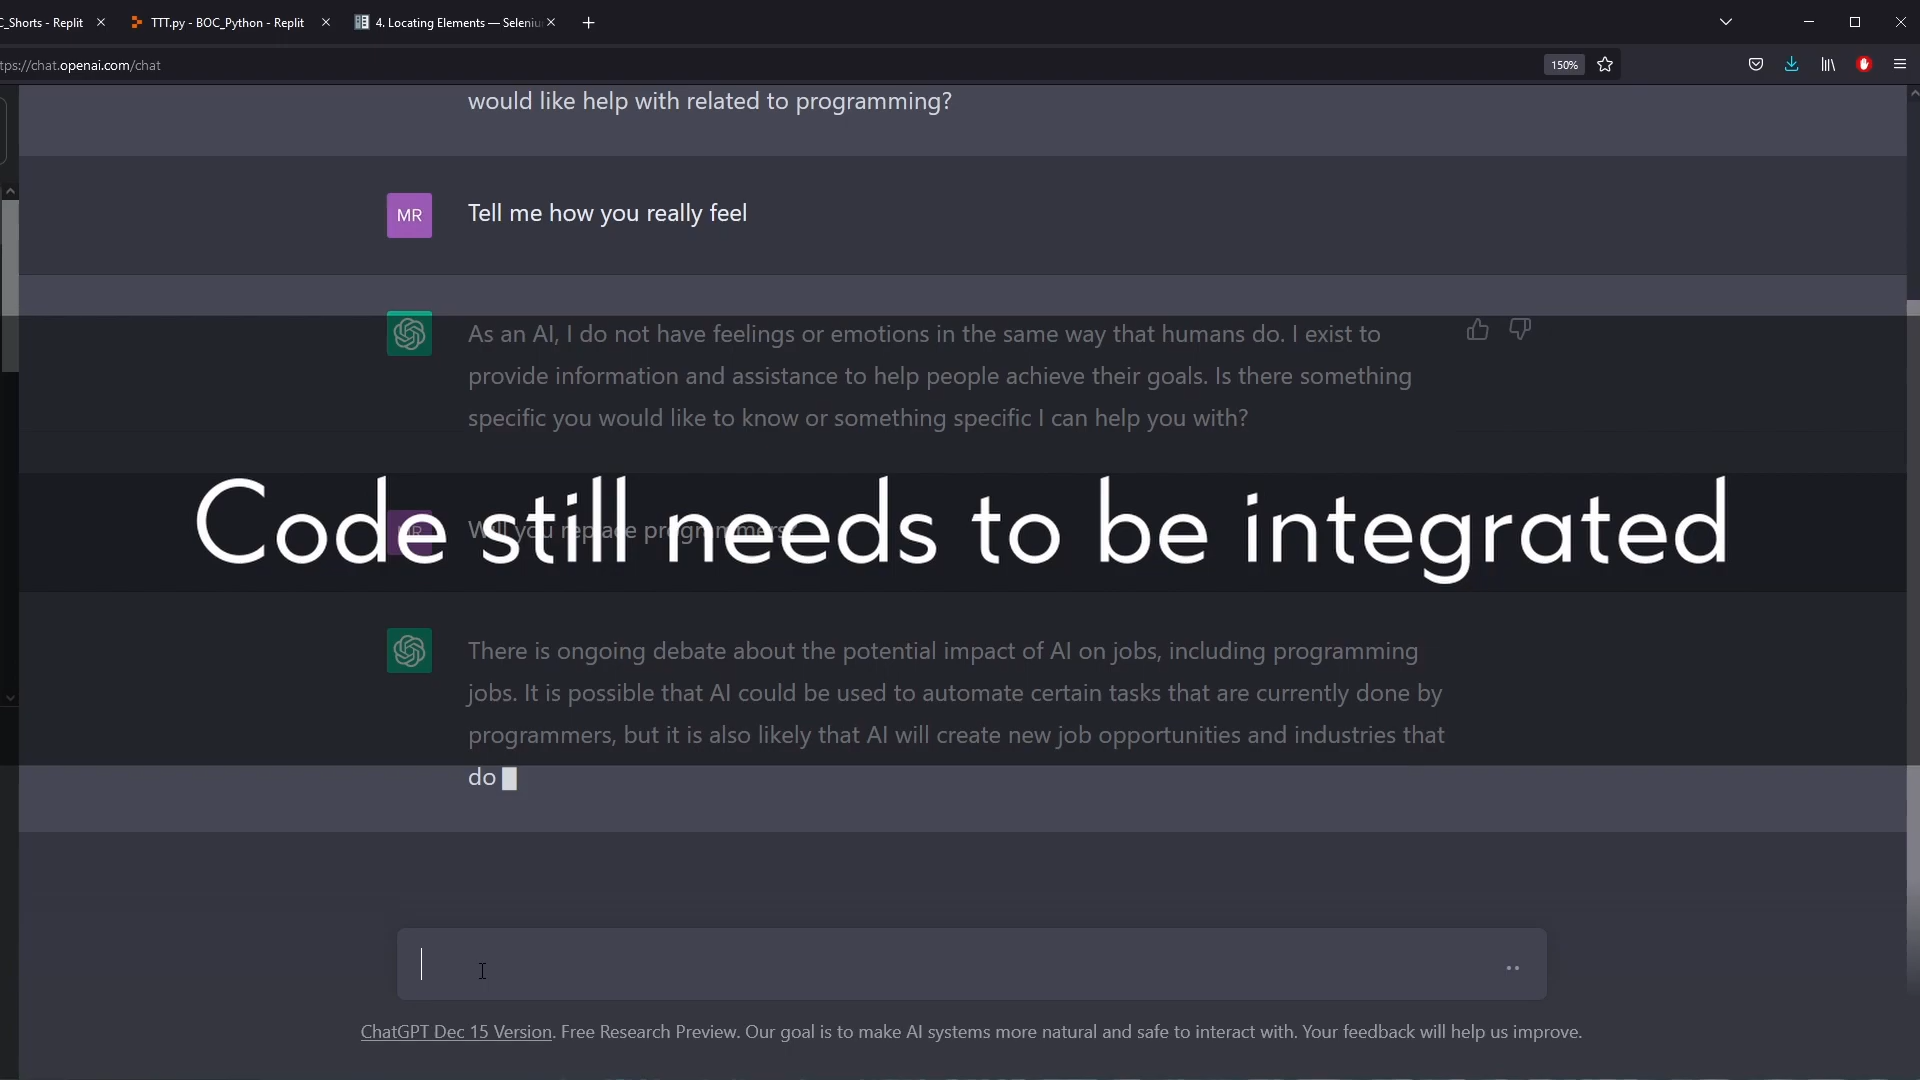 C_Shorts - Replit
TTT.py - BOC_Python - Replit
4. Locating Elements — Seleniu
tps://chat.openai.com/chat
150%
would like help with related to programming?
MR
Tell me how you really feel
As an AI, I do not have feelings or emotions in the same way that humans do. I exist to
provide information and assistance to help people achieve their goals. Is there something
specific you would like to know or something specific I can help you with?
MR
Will you replace programmers?
Code still needs to be integrated
There is ongoing debate about the potential impact of AI on jobs, including programming
jobs. It is possible that AI could be used to automate certain tasks that are currently done by
programmers, but it is also likely that AI will create new job opportunities and industries that
do
ChatGPT Dec 15 Version. Free Research Preview. Our goal is to make AI systems more natural and safe to interact with. Your feedback will help us improve.